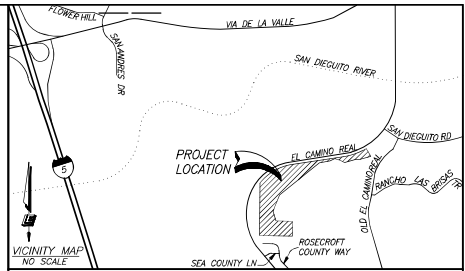 FLOWER HILL
VIA DE LA VALLE
SAN ANDRES DR
SAN DIEGUITO RIVER
SAN DIEGUITO RD
EL CAMINO REAL
PROJECT
LOCATION
5
OLD EL CAMINO REAL
RANCHO LAS BRISAS TR
ROSECROFT
COUNTY WAY
SEA COUNTY LN
VICINITY MAP
NO SCALE